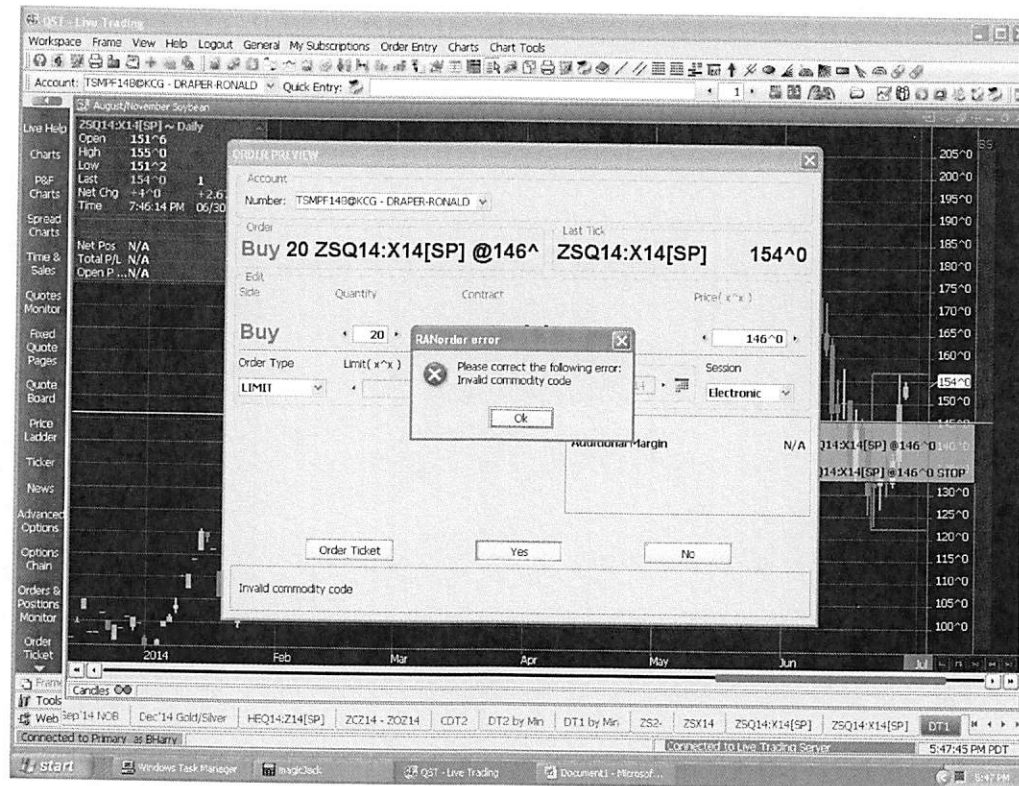 QST - Live Trading
Workspace Frame View Help Logout General My Subscriptions Order Entry Charts Chart Tools
Account: TSMPF148@KCG - DRAPER-RONALD Quick Entry:
1
August/November Soybean
ZSQ14:X14[SP] ~ Daily
Open 151^6
High 155^0
Low 151^2
Last 154^0 1
Net Chg +4^0
Time 7:46:14 PM 06/30
Net Pos N/A
Total P/L N/A
Open P ...N/A
Live Help
Charts
P&F
Charts
Spread
Charts
Time &
Sales
Quotes
Monitor
Fixed
Quote
Pages
Quote
Board
Price
Ladder
Ticker
News
Advanced
Options
Options
Chain
Orders &
Positions
Monitor
Order
Ticket
ORDER PREVIEW
Account
Number: TSMPF148@KCG - DRAPER-RONALD
Order
Last Tick
Buy 20 ZSQ14:X14[SP] @146^ ZSQ14:X14[SP] 154^0
Edit
Side Quantity Contract Price( x^x )
Buy 20 146^0
Order Type Limit( x^x ) Session
LIMIT Electronic
RANorder error
Please correct the following error:
Invalid commodity code
Ok
Additional Margin N/A
Order Ticket Yes No
Invalid commodity code
205^0
200^0
195^0
190^0
185^0
180^0
170^0
165^0
160^0
154^0
150^0
Q14:X14[SP] @146^0
Q14:X14[SP] @146^0 STOP
130^0
125^0
120^0
115^0
110^0
105^0
100^0
2014 Feb Mar Apr May Jun Jul
Frame
Candles
Tools
Web
Sep'14 NOB Dec'14 Gold/Silver HEQ14:Z14[SP] ZCZ14 - ZOZ14 CDT2 DT2 by Min DT1 by Min ZS2- ZSX14 ZSQ14:X14[SP] ZSQ14:X14[SP] DT1
Connected to Primary as BHarry Connected to Live Trading Server 5:47:45 PM PDT
start Windows Task Manager magicJack QST - Live Trading Document1 - Microsof... 5:47 PM